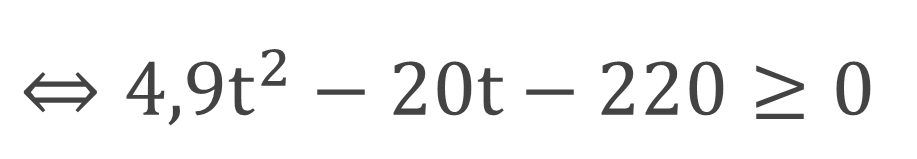 ⇔ 4,9t² − 20t − 220 ≥ 0